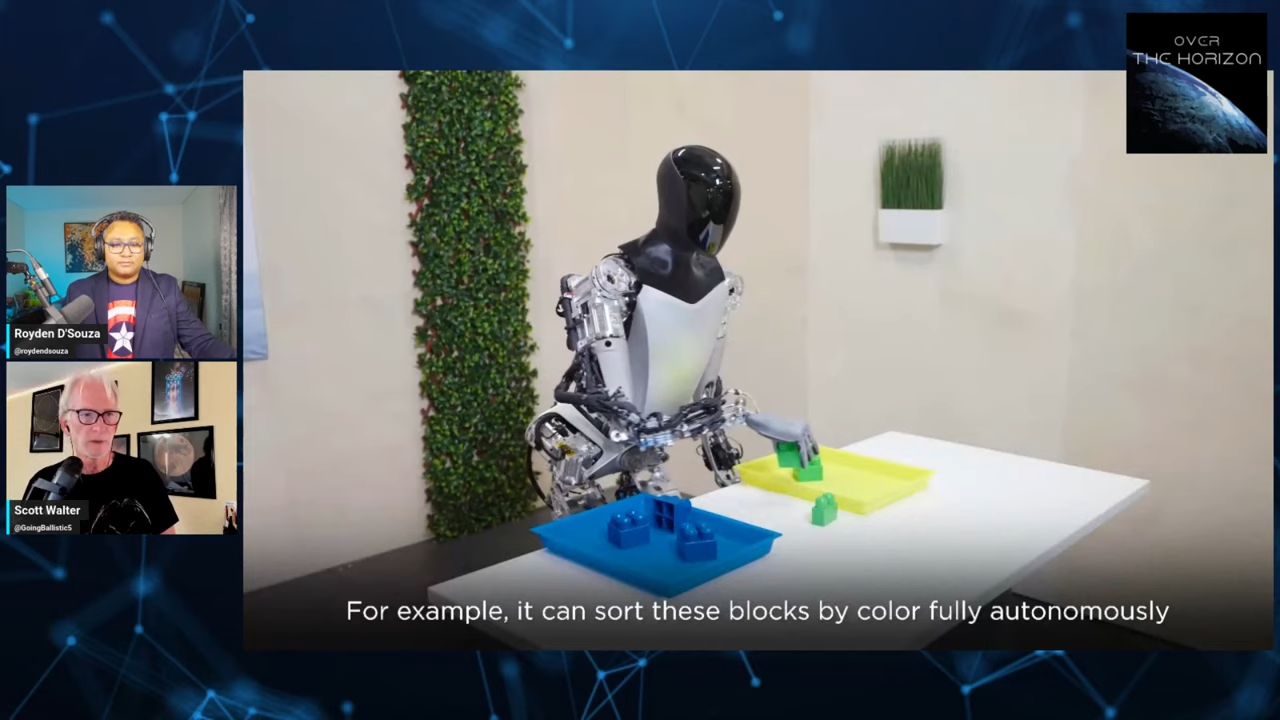 OVER
THE HORIZON
Royden D'Souza
@roydendsouza
Scott Walter
@GoingBallistic5
For example, it can sort these blocks by color fully autonomously